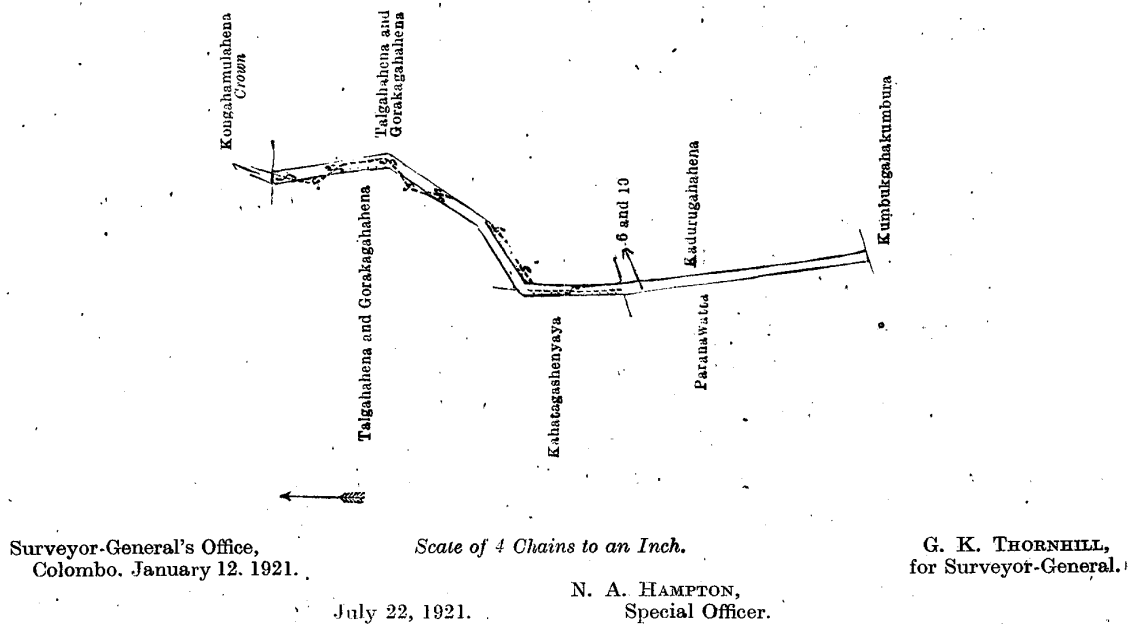 Kongahamulahena
Crown
Talgahahena and
Gorakagahahena
Talgahahena and Gorakagahahena
Kahatagashenyaya
6 and 10
Kadurugahahena
Paranawatta
Kumbukgahakumbura
Surveyor-General's Office,
Colombo. January 12. 1921.
Scale of 4 Chains to an Inch.
G. K. THORNHILL,
for Surveyor-General.
N. A. HAMPTON,
July 22, 1921. Special Officer.